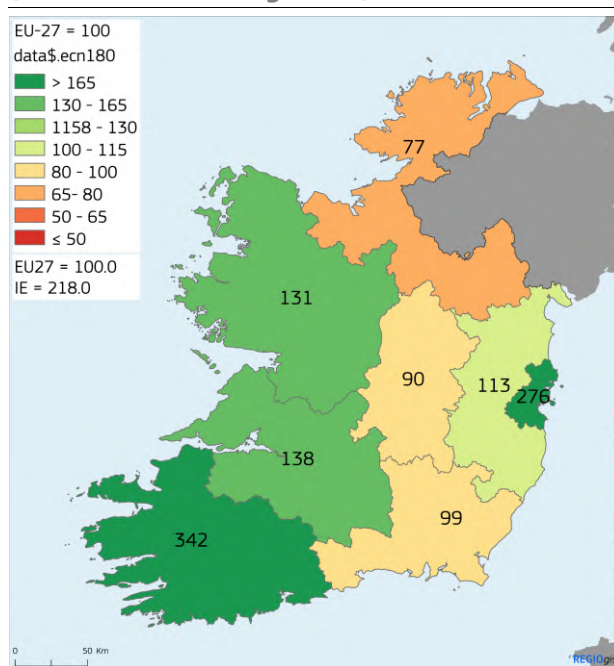 EU-27 = 100
data$.ecn180
> 165
130 - 165
1158 - 130
100 - 115
80 - 100
65- 80
50 - 65
≤ 50
EU27 = 100.0
IE = 218.0
77
131
90
113
276
138
99
342
0 50 Km